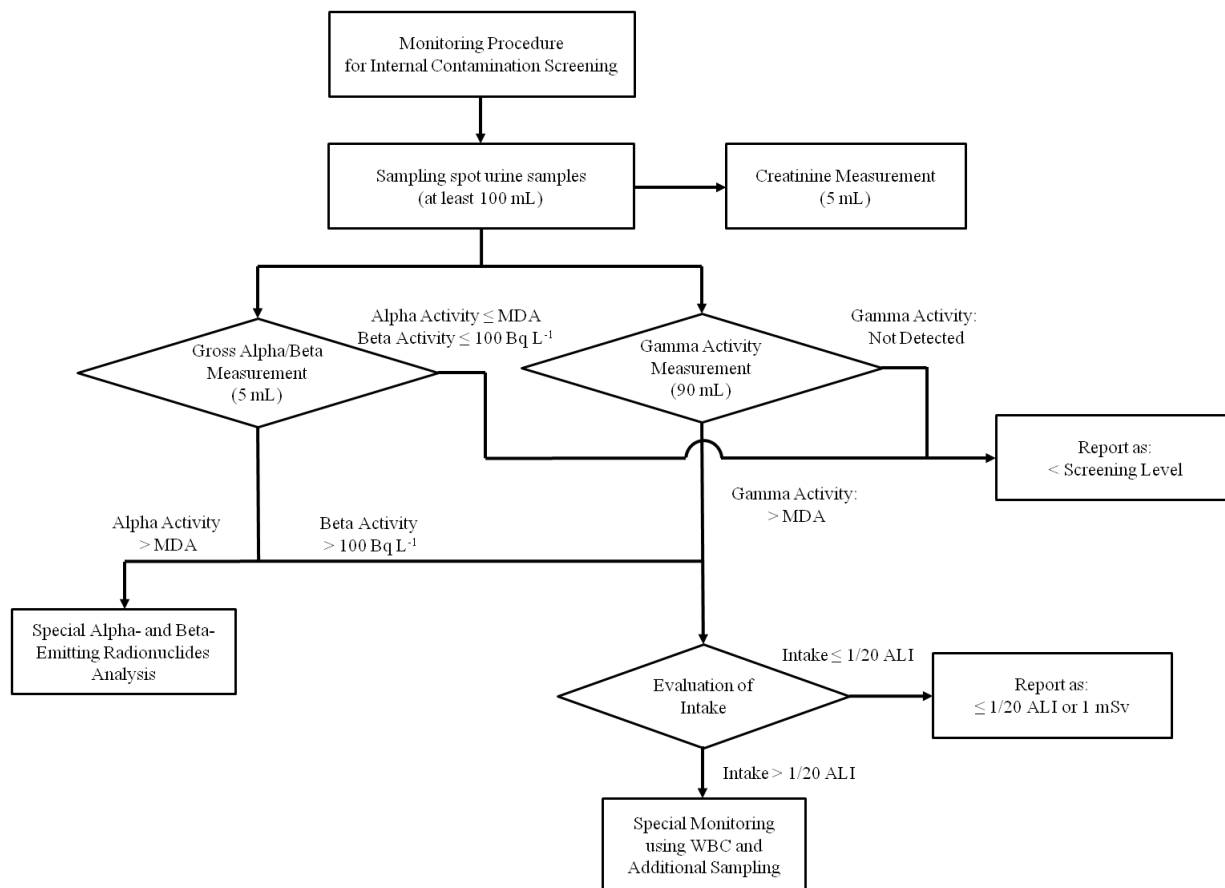 Monitoring Procedure
for Internal Contamination Screening
Sampling spot urine samples
(at least 100 mL)
Creatinine Measurement
(5 mL)
Alpha Activity ≤ MDA
Beta Activity ≤ 100 Bq L⁻¹
Gamma Activity:
Not Detected
Gross Alpha/Beta
Measurement
(5 mL)
Gamma Activity
Measurement
(90 mL)
Report as:
< Screening Level
Gamma Activity:
> MDA
Alpha Activity
> MDA
Beta Activity
> 100 Bq L⁻¹
Special Alpha- and Beta-
Emitting Radionuclides
Analysis
Intake ≤ 1/20 ALI
Evaluation of
Intake
Report as:
≤ 1/20 ALI or 1 mSv
Intake > 1/20 ALI
Special Monitoring
using WBC and
Additional Sampling